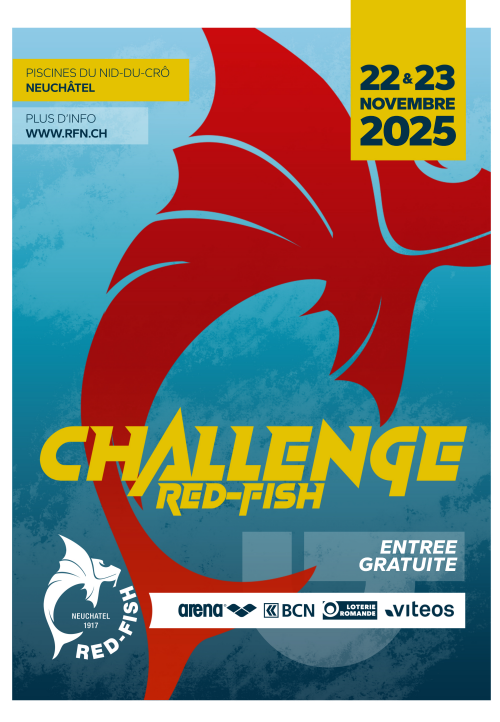 PISCINES DU NID-DU-CRÔ
NEUCHÂTEL
PLUS D'INFO
WWW.RFN.CH
22 & 23
NOVEMBRE
2025
CHALLENGE
RED-FISH
ENTREE
GRATUITE
NEUCHATEL
1917
RED-FISH
arena
BCN
LOTERIE
ROMANDE
viteos